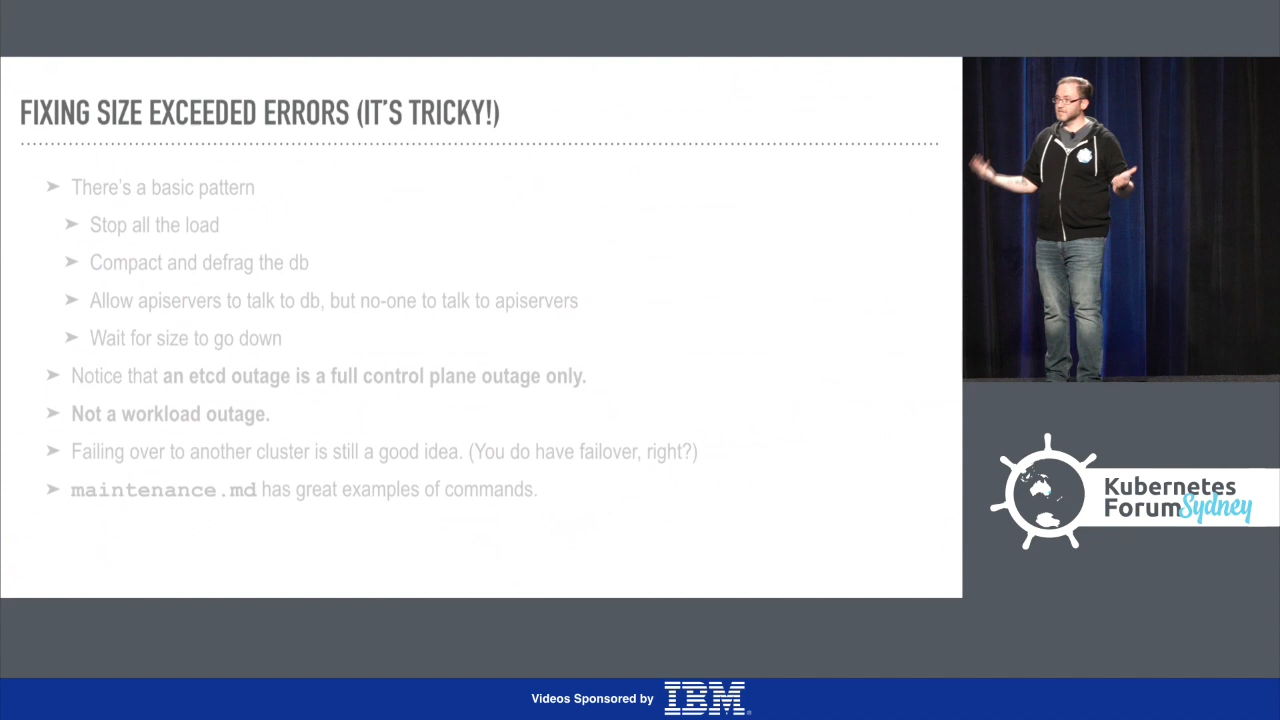 FIXING SIZE EXCEEDED ERRORS (IT'S TRICKY!)
➤ There's a basic pattern
➤ Stop all the load
➤ Compact and defrag the db
➤ Allow apiservers to talk to db, but no-one to talk to apiservers
➤ Wait for size to go down
➤ Notice that an etcd outage is a full control plane outage only.
➤ Not a workload outage.
➤ Failing over to another cluster is still a good idea. (You do have failover, right?)
➤ maintenance.md has great examples of commands.
Kubernetes
Forum Sydney
Videos Sponsored by IBM